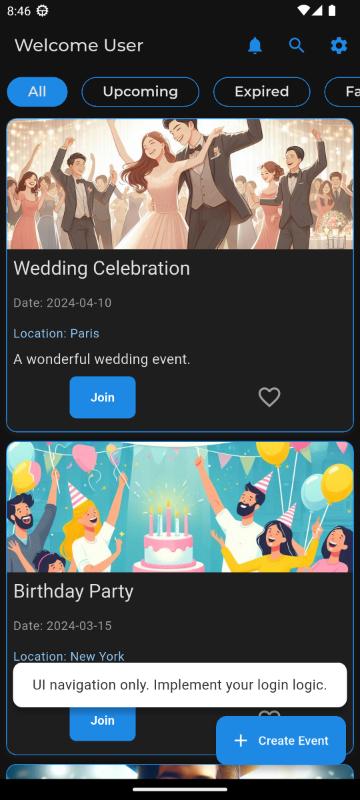 8:46
Welcome User
All
Upcoming
Expired
Fa
Wedding Celebration
Date: 2024-04-10
Location: Paris
A wonderful wedding event.
Join
Birthday Party
Date: 2024-03-15
Location: New York
UI navigation only. Implement your login logic.
Join
Create Event